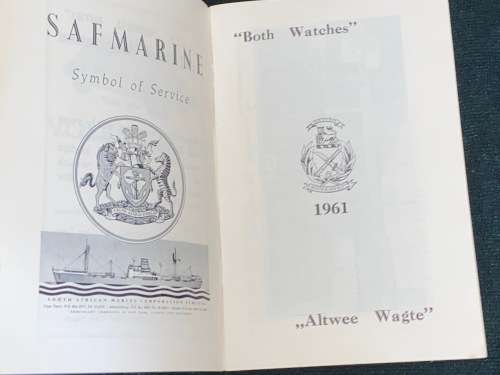 SAFMARINE
Symbol of Service
SOUTH AFRICAN MARINE CORPORATION LIMITED
"Both Watches"
1961
„Altwee Wagte"